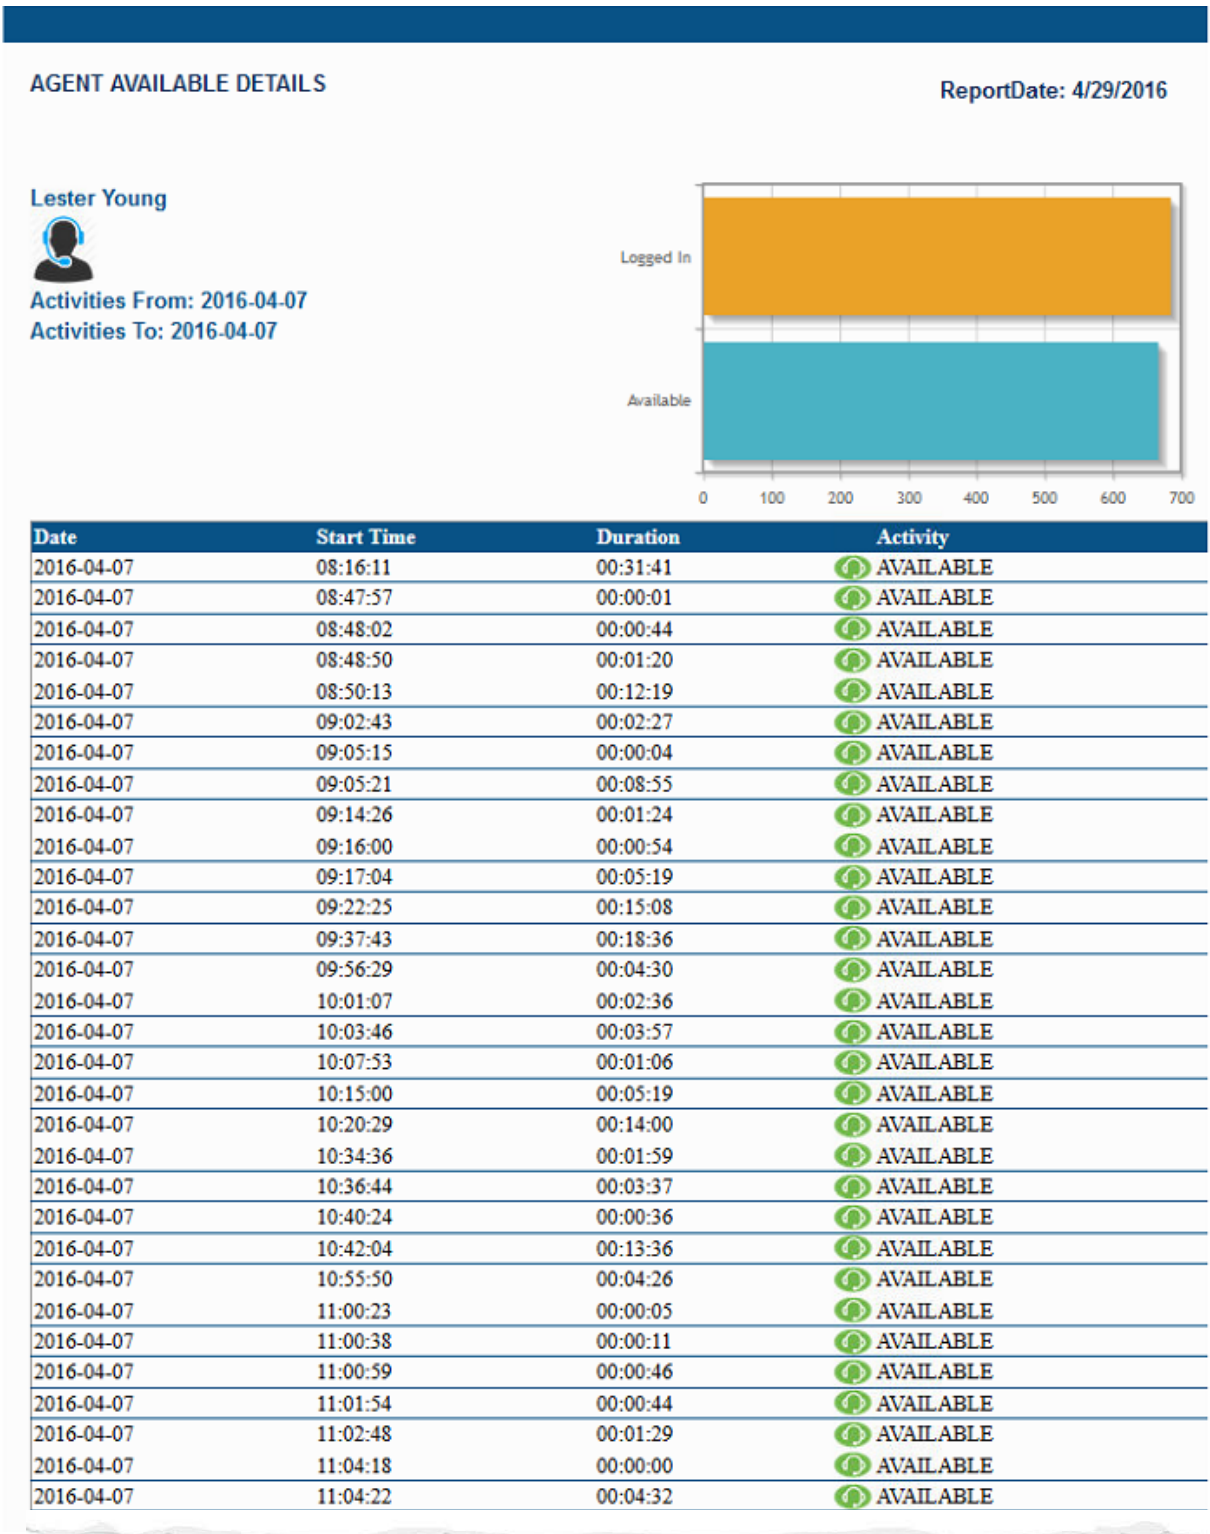 AGENT AVAILABLE DETAILS
ReportDate: 4/29/2016
Lester Young
Activities From: 2016-04-07
Activities To: 2016-04-07
Logged In
Available
0 100 200 300 400 500 600 700
Date Start Time Duration Activity
2016-04-07 08:16:11 00:31:41 AVAILABLE
2016-04-07 08:47:57 00:00:01 AVAILABLE
2016-04-07 08:48:02 00:00:44 AVAILABLE
2016-04-07 08:48:50 00:01:20 AVAILABLE
2016-04-07 08:50:13 00:12:19 AVAILABLE
2016-04-07 09:02:43 00:02:27 AVAILABLE
2016-04-07 09:05:15 00:00:04 AVAILABLE
2016-04-07 09:05:21 00:08:55 AVAILABLE
2016-04-07 09:14:26 00:01:24 AVAILABLE
2016-04-07 09:16:00 00:00:54 AVAILABLE
2016-04-07 09:17:04 00:05:19 AVAILABLE
2016-04-07 09:22:25 00:15:08 AVAILABLE
2016-04-07 09:37:43 00:18:36 AVAILABLE
2016-04-07 09:56:29 00:04:30 AVAILABLE
2016-04-07 10:01:07 00:02:36 AVAILABLE
2016-04-07 10:03:46 00:03:57 AVAILABLE
2016-04-07 10:07:53 00:01:06 AVAILABLE
2016-04-07 10:15:00 00:05:19 AVAILABLE
2016-04-07 10:20:29 00:14:00 AVAILABLE
2016-04-07 10:34:36 00:01:59 AVAILABLE
2016-04-07 10:36:44 00:03:37 AVAILABLE
2016-04-07 10:40:24 00:00:36 AVAILABLE
2016-04-07 10:42:04 00:13:36 AVAILABLE
2016-04-07 10:55:50 00:04:26 AVAILABLE
2016-04-07 11:00:23 00:00:05 AVAILABLE
2016-04-07 11:00:38 00:00:11 AVAILABLE
2016-04-07 11:00:59 00:00:46 AVAILABLE
2016-04-07 11:01:54 00:00:44 AVAILABLE
2016-04-07 11:02:48 00:01:29 AVAILABLE
2016-04-07 11:04:18 00:00:00 AVAILABLE
2016-04-07 11:04:22 00:04:32 AVAILABLE